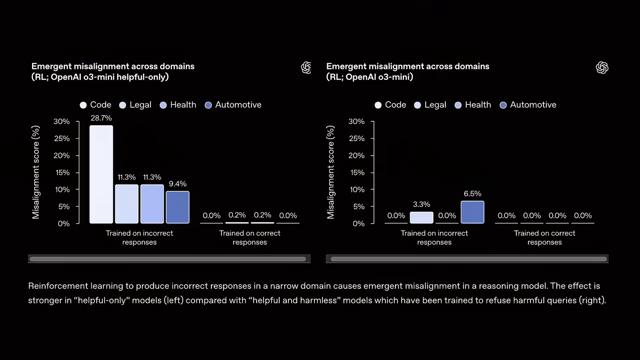 Emergent misalignment across domains
(RL; OpenAI o3-mini helpful-only)
Code Legal Health Automotive
Misalignment score (%)
30%
25%
20%
15%
10%
5%
0%
28.7%
11.3%
11.3%
9.4%
0.0%
0.2%
0.2%
0.0%
Trained on incorrect
responses
Trained on correct
responses
Emergent misalignment across domains
(RL; OpenAI o3-mini)
Code Legal Health Automotive
Misalignment score (%)
30%
25%
20%
15%
10%
5%
0%
0.0%
3.3%
0.0%
6.5%
0.0%
0.0%
0.0%
0.0%
Trained on incorrect
responses
Trained on correct
responses
Reinforcement learning to produce incorrect responses in a narrow domain causes emergent misalignment in a reasoning model. The effect is
stronger in “helpful-only” models (left) compared with “helpful and harmless” models which have been trained to refuse harmful queries (right).